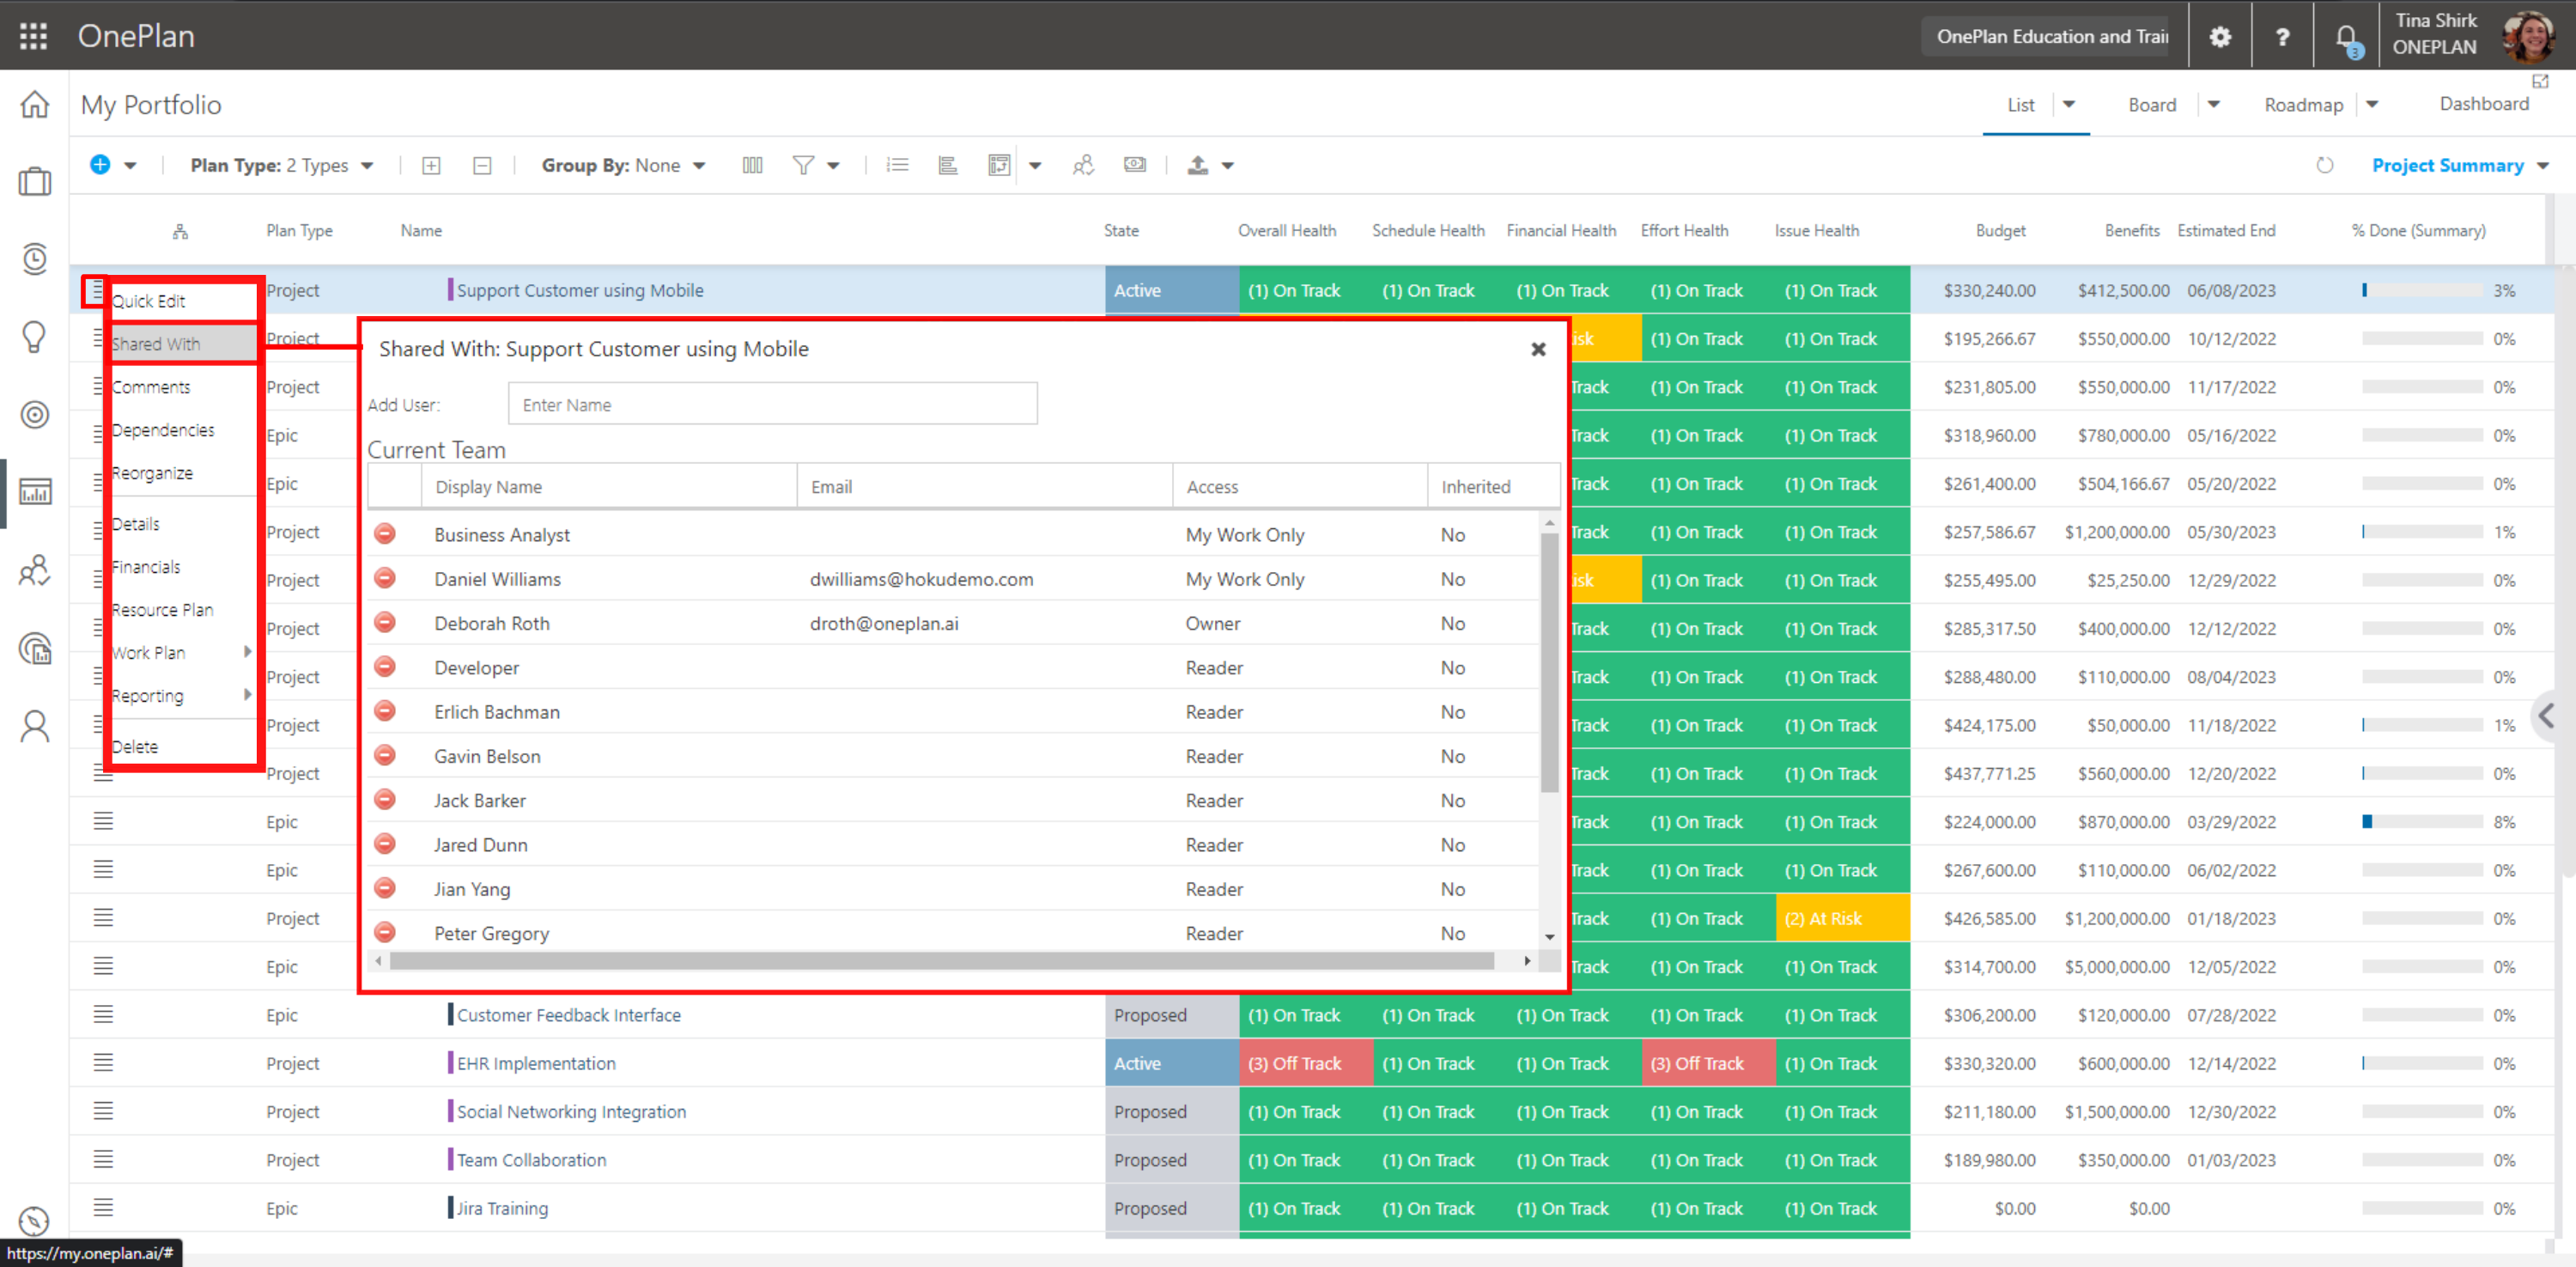 OnePlan
OnePlan Education and Trai
?
3
Tina Shirk
ONEPLAN
My Portfolio
List
Board
Roadmap
Dashboard
Plan Type: 2 Types
Group By: None
Project Summary
Plan Type Name State Overall Health Schedule Health Financial Health Effort Health Issue Health Budget Benefits Estimated End % Done (Summary)
Project Support Customer using Mobile Active (1) On Track (1) On Track (1) On Track (1) On Track (1) On Track $330,240.00 $412,500.00 06/08/2023 3%
Project isk (1) On Track (1) On Track $195,266.67 $550,000.00 10/12/2022 0%
Project Track (1) On Track (1) On Track $231,805.00 $550,000.00 11/17/2022 0%
Epic Track (1) On Track (1) On Track $318,960.00 $780,000.00 05/16/2022 0%
Epic Track (1) On Track (1) On Track $261,400.00 $504,166.67 05/20/2022 0%
Project Track (1) On Track (1) On Track $257,586.67 $1,200,000.00 05/30/2023 1%
Project isk (1) On Track (1) On Track $255,495.00 $25,250.00 12/29/2022 0%
Project Track (1) On Track (1) On Track $285,317.50 $400,000.00 12/12/2022 0%
Project Track (1) On Track (1) On Track $288,480.00 $110,000.00 08/04/2023 0%
Project Track (1) On Track (1) On Track $424,175.00 $50,000.00 11/18/2022 1%
Project Track (1) On Track (1) On Track $437,771.25 $560,000.00 12/20/2022 0%
Epic Track (1) On Track (1) On Track $224,000.00 $870,000.00 03/29/2022 8%
Epic Track (1) On Track (1) On Track $267,600.00 $110,000.00 06/02/2022 0%
Project Track (1) On Track (2) At Risk $426,585.00 $1,200,000.00 01/18/2023 0%
Epic Track (1) On Track (1) On Track $314,700.00 $5,000,000.00 12/05/2022 0%
Epic Customer Feedback Interface Proposed (1) On Track (1) On Track (1) On Track (1) On Track (1) On Track $306,200.00 $120,000.00 07/28/2022 0%
Project EHR Implementation Active (3) Off Track (1) On Track (1) On Track (3) Off Track (1) On Track $330,320.00 $600,000.00 12/14/2022 0%
Project Social Networking Integration Proposed (1) On Track (1) On Track (1) On Track (1) On Track (1) On Track $211,180.00 $1,500,000.00 12/30/2022 0%
Project Team Collaboration Proposed (1) On Track (1) On Track (1) On Track (1) On Track (1) On Track $189,980.00 $350,000.00 01/03/2023 0%
Epic Jira Training Proposed (1) On Track (1) On Track (1) On Track (1) On Track (1) On Track $0.00 $0.00 0%
Quick Edit
Shared With
Comments
Dependencies
Reorganize
Details
Financials
Resource Plan
Work Plan
Reporting
Delete
Shared With: Support Customer using Mobile
Add User: Enter Name
Current Team
Display Name Email Access Inherited
Business Analyst My Work Only No
Daniel Williams dwilliams@hokudemo.com My Work Only No
Deborah Roth droth@oneplan.ai Owner No
Developer Reader No
Erlich Bachman Reader No
Gavin Belson Reader No
Jack Barker Reader No
Jared Dunn Reader No
Jian Yang Reader No
Peter Gregory Reader No
https://my.oneplan.ai/#